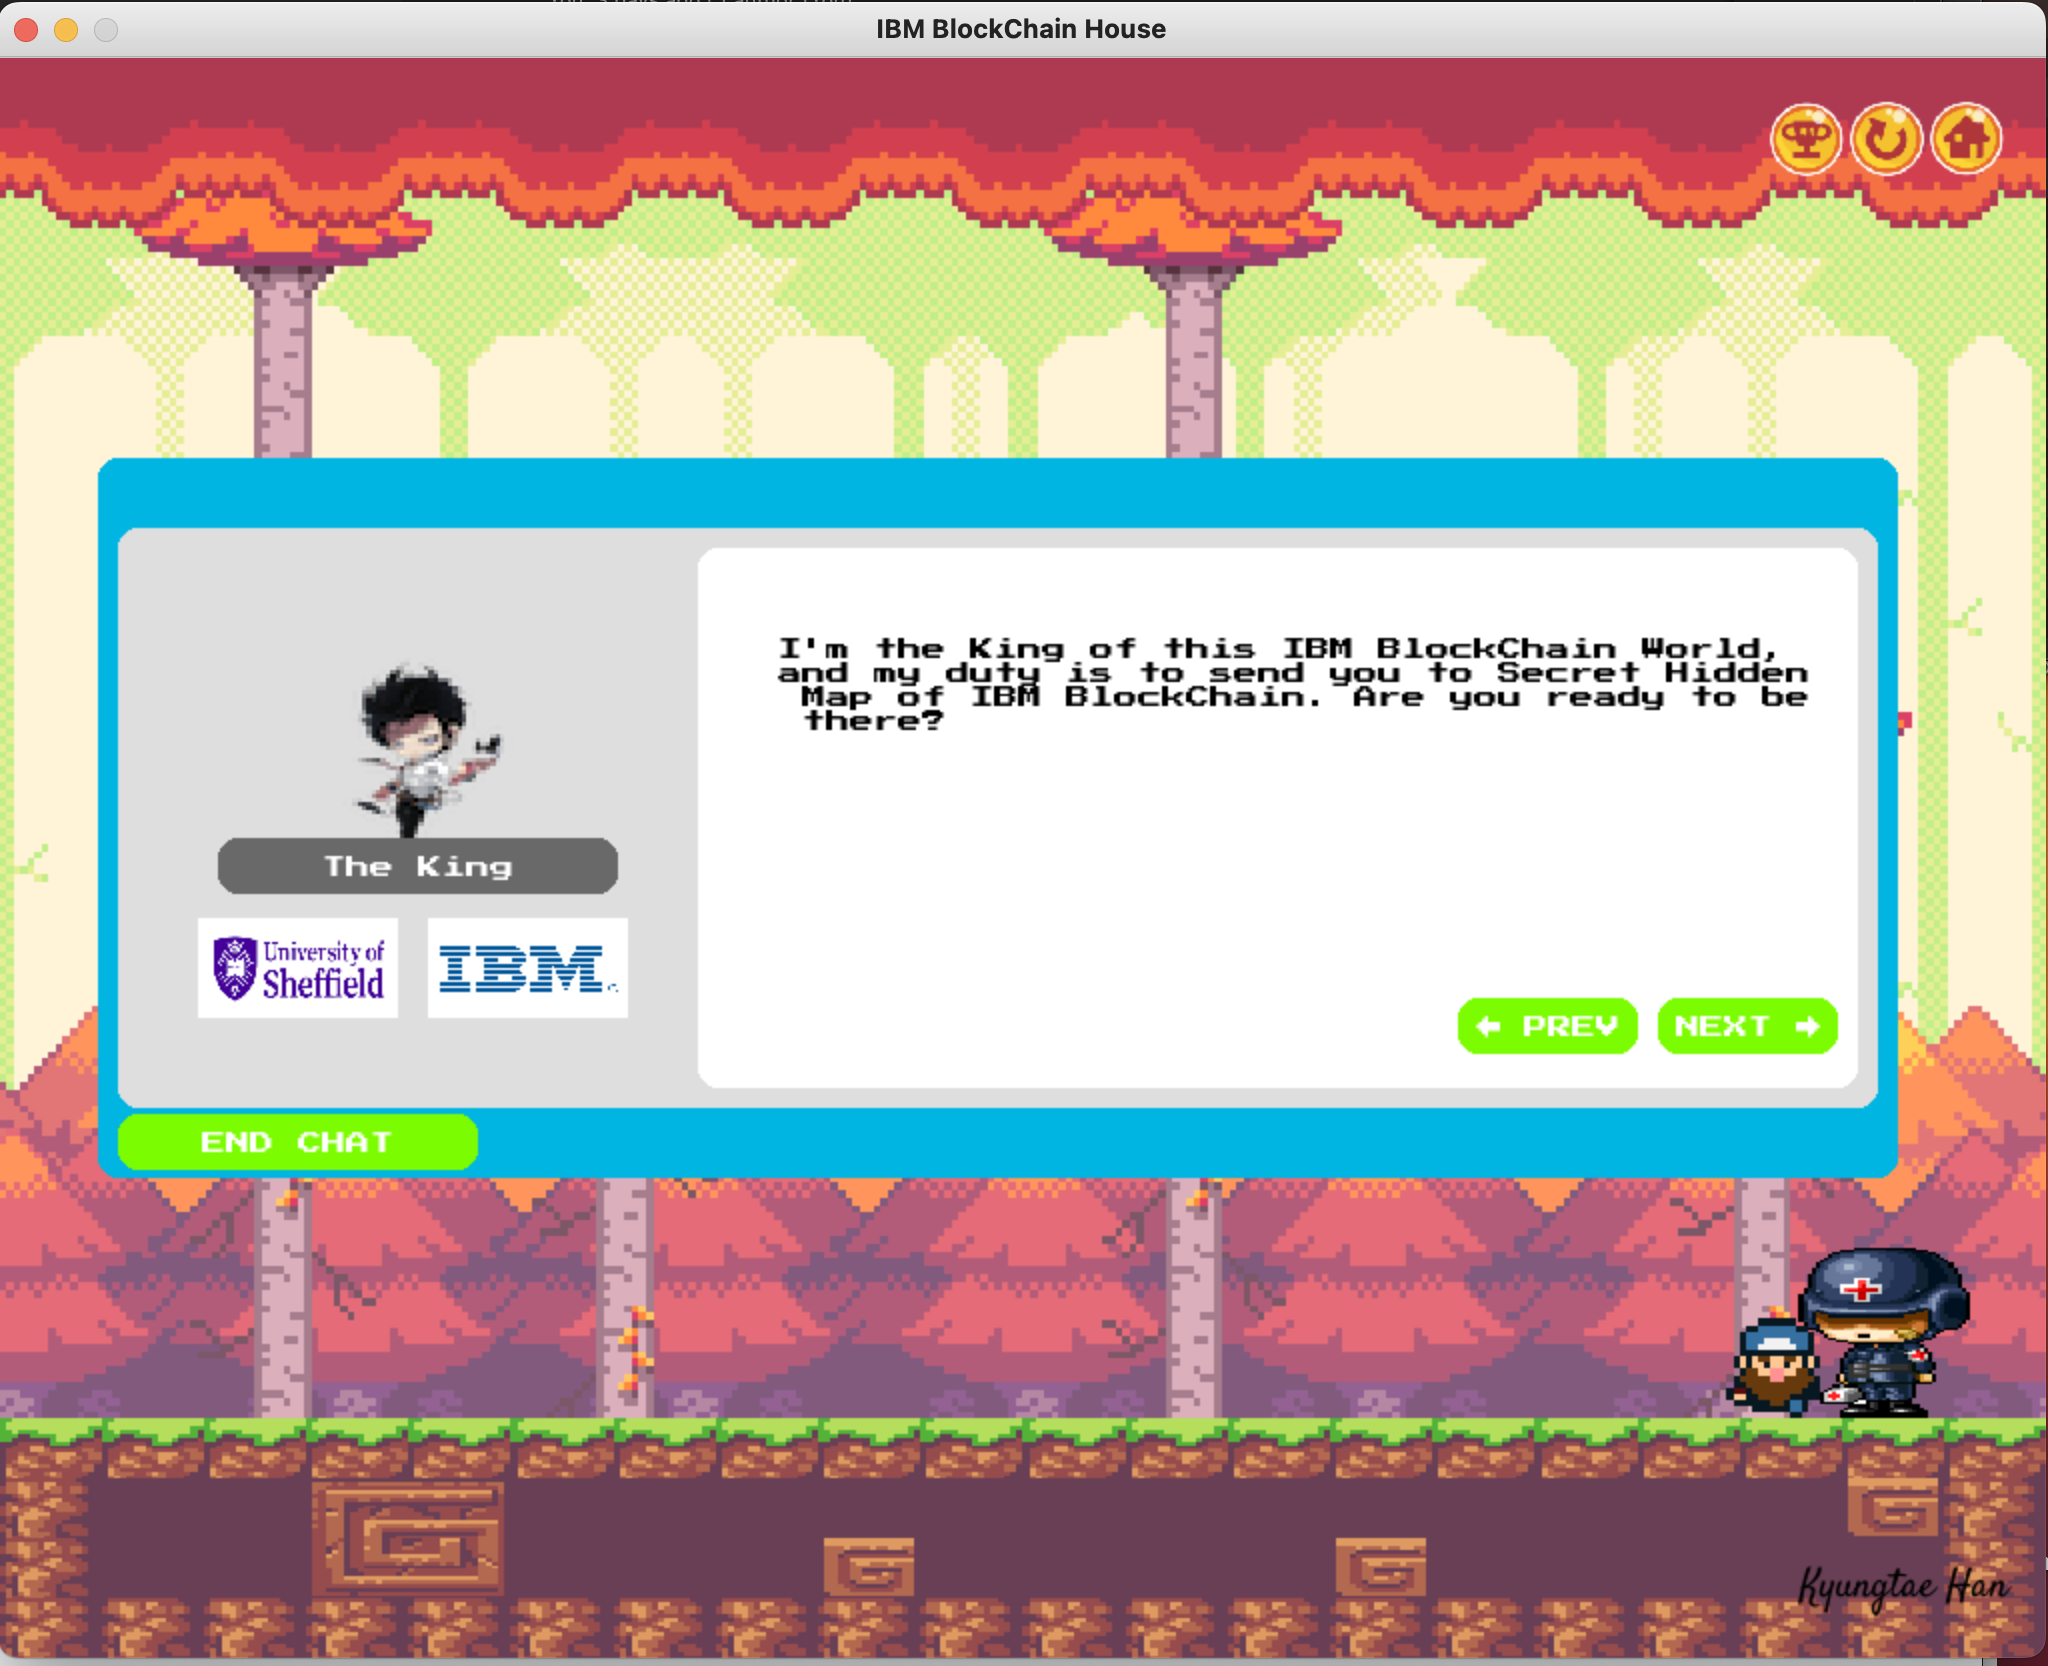 IBM BlockChain House
I'm the King of this IBM BlockChain World,
and my duty is to send you to Secret Hidden
Map of IBM BlockChain. Are you ready to be
there?
The King
University of
Sheffield
IBM
← PREV
NEXT →
END CHAT
Kyungtae Han